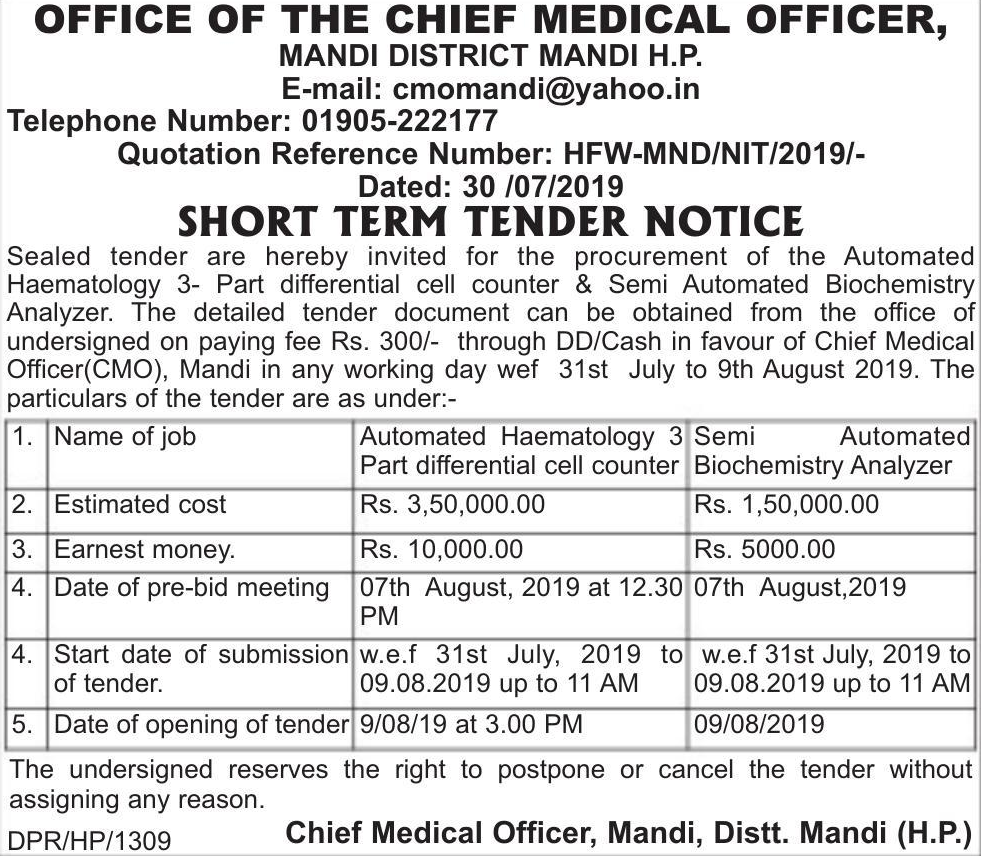 OFFICE OF THE CHIEF MEDICAL OFFICER,
MANDI DISTRICT MANDI H.P.
E-mail: cmomandi@yahoo.in
Telephone Number: 01905-222177
Quotation Reference Number: HFW-MND/NIT/2019/-
Dated: 30 /07/2019
SHORT TERM TENDER NOTICE
Sealed tender are hereby invited for the procurement of the Automated
Haematology 3- Part differential cell counter & Semi Automated Biochemistry
Analyzer. The detailed tender document can be obtained from the office of
undersigned on paying fee Rs. 300/- through DD/Cash in favour of Chief Medical
Officer(CMO), Mandi in any working day wef 31st July to 9th August 2019. The
particulars of the tender are as under:-
1. Name of job Automated Haematology 3 Semi Automated
Part differential cell counter Biochemistry Analyzer
2. Estimated cost Rs. 3,50,000.00 Rs. 1,50,000.00
3. Earnest money. Rs. 10,000.00 Rs. 5000.00
4. Date of pre-bid meeting 07th August, 2019 at 12.30 07th August,2019
PM
4. Start date of submission w.e.f 31st July, 2019 to w.e.f 31st July, 2019 to
of tender. 09.08.2019 up to 11 AM 09.08.2019 up to 11 AM
5. Date of opening of tender 9/08/19 at 3.00 PM 09/08/2019
The undersigned reserves the right to postpone or cancel the tender without
assigning any reason.
DPR/HP/1309 Chief Medical Officer, Mandi, Distt. Mandi (H.P.)